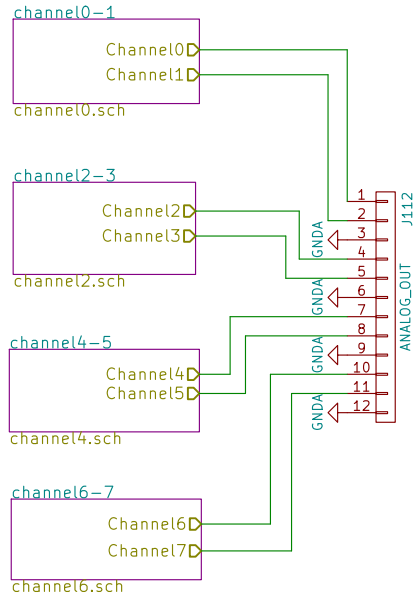 channel0-1
Channel0
Channel1
channel0.sch
channel2-3
Channel2
Channel3
channel2.sch
channel4-5
Channel4
Channel5
channel4.sch
channel6-7
Channel6
Channel7
channel6.sch
J112
ANALOG_OUT
1
2
3
4
5
6
7
8
9
10
11
12
GNDA
GNDA
GNDA
GNDA